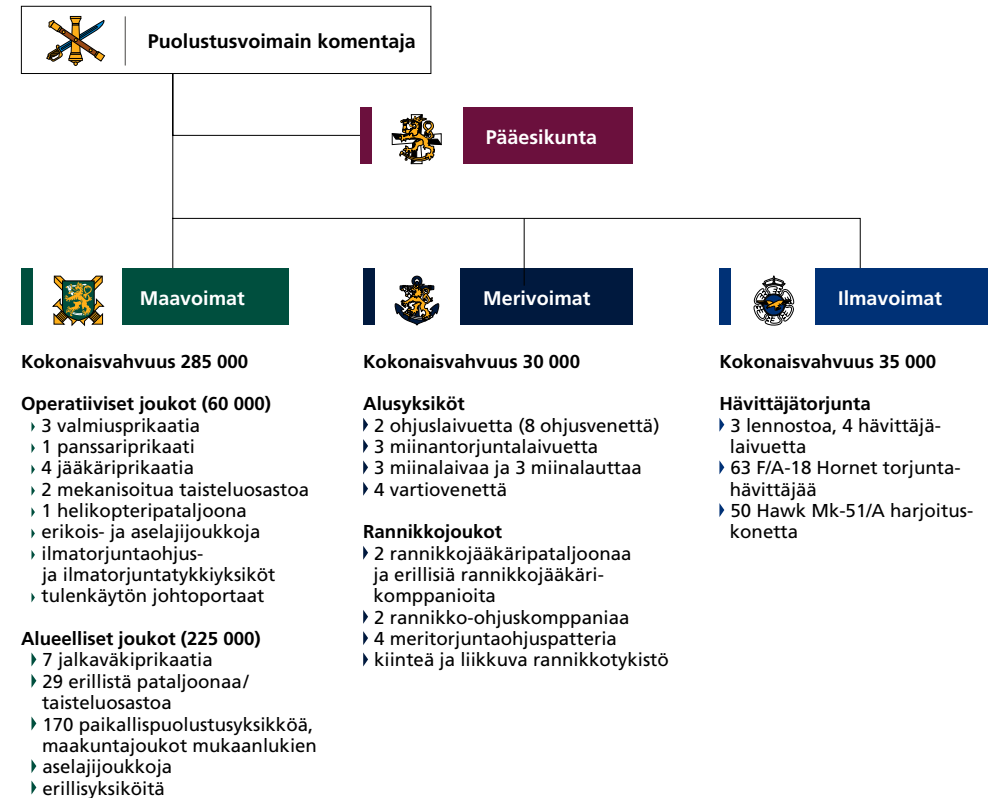 Puolustusvoimain komentaja
Pääesikunta
Maavoimat
Kokonaisvahvuus 285 000
Operatiiviset joukot (60 000)
3 valmiusprikaatia
1 panssariprikaati
4 jääkäriprikaatia
2 mekanisoitua taisteluosastoa
1 helikopteripataljoona
erikois- ja aselajijoukkoja
ilmatorjuntaohjus-
ja ilmatorjuntatykkiyksiköt
tulenkäytön johtoportaat
Alueelliset joukot (225 000)
7 jalkaväkiprikaatia
29 erillistä pataljoonaa/
taisteluosastoa
170 paikallispuolustusyksikköä,
maakuntajoukot mukaanlukien
aselajijoukkoja
erillisyksiköitä
Merivoimat
Kokonaisvahvuus 30 000
Alusyksiköt
2 ohjuslaivuetta (8 ohjusvenettä)
3 miinantorjuntalaivuetta
3 miinalaivaa ja 3 miinalauttaa
4 vartiovenettä
Rannikkojoukot
2 rannikkojääkäripataljoonaa
ja erillisiä rannikkojääkäri-
komppanioita
2 rannikko-ohjuskomppaniaa
4 meritorjuntaohjuspatteria
kiinteä ja liikkuva rannikkotykistö
Ilmavoimat
Kokonaisvahvuus 35 000
Hävittäjätorjunta
3 lennostoa, 4 hävittäjä-
laivuetta
63 F/A-18 Hornet torjunta-
hävittäjää
50 Hawk Mk-51/A harjoitus-
konetta